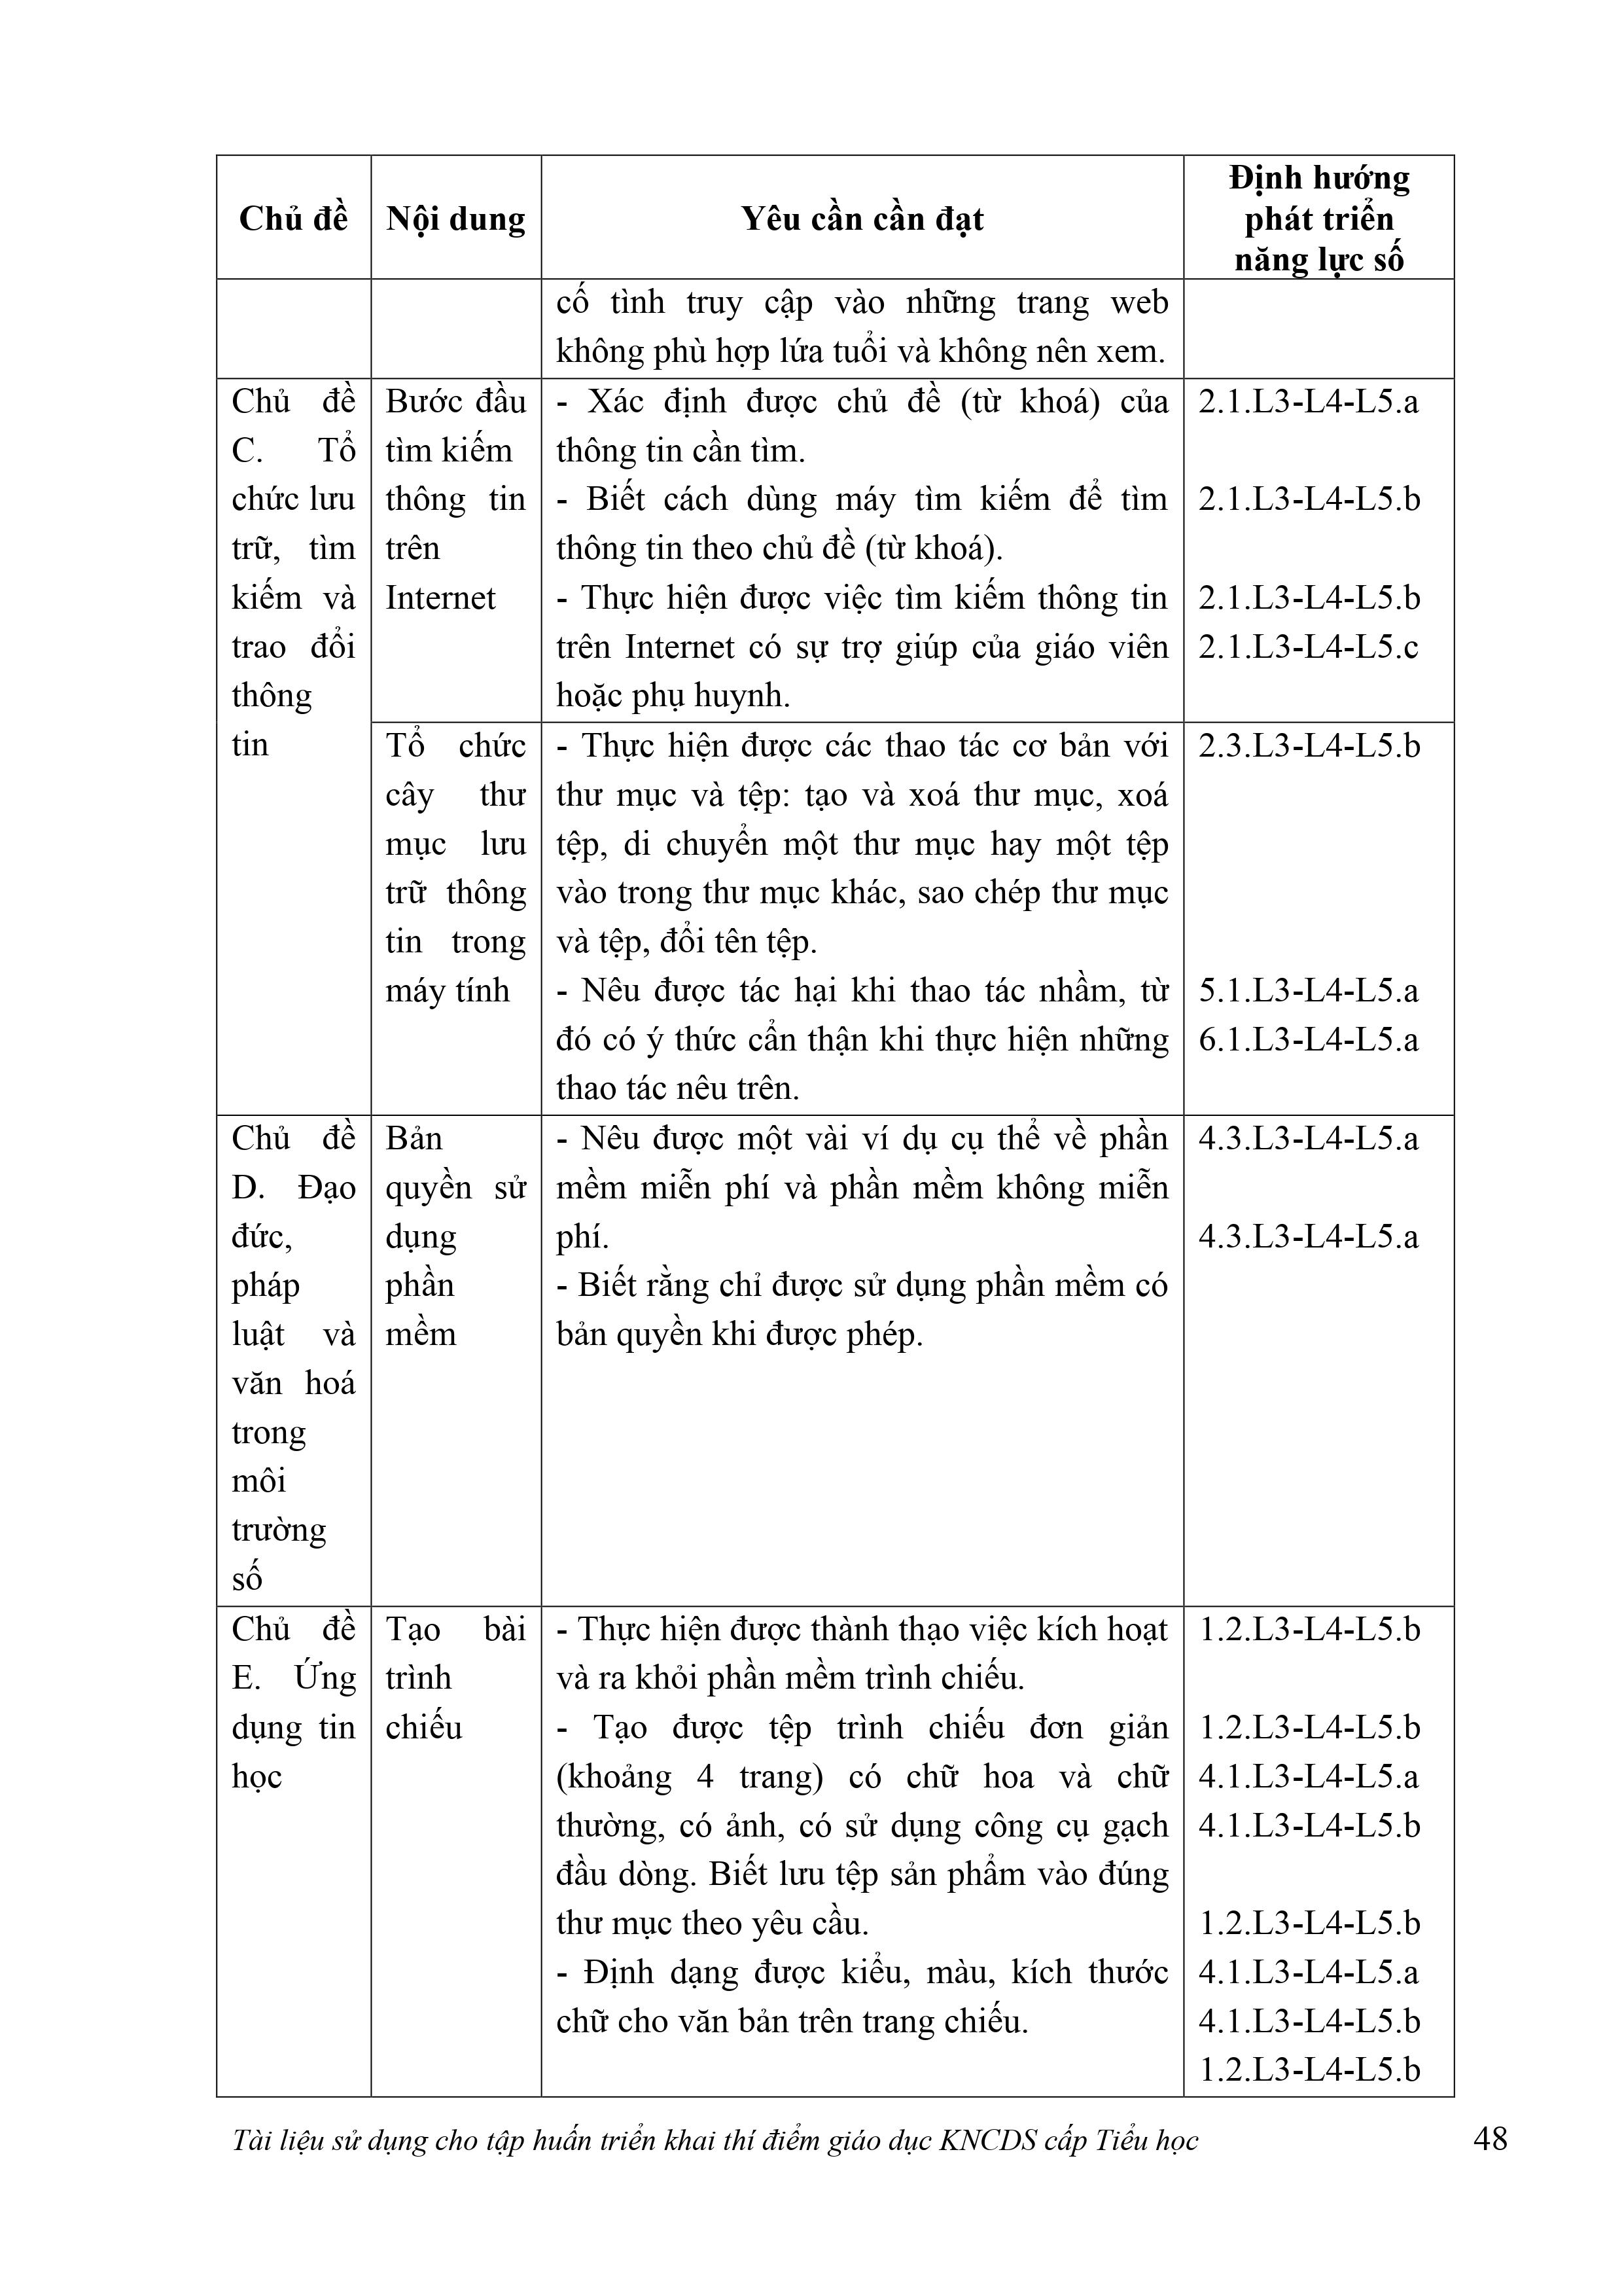 Chủ đề
Nội dung
Yêu cần cần đạt
Định hướng
phát triển
năng lực số
cố tình truy cập vào những trang web
không phù hợp lứa tuổi và không nên xem.
Chủ đề
C. Tổ
chức lưu
trữ, tìm
kiếm và
trao đổi
thông
tin
Bước đầu
tìm kiếm
thông tin
trên
Internet
- Xác định được chủ đề (từ khoá) của
thông tin cần tìm.
- Biết cách dùng máy tìm kiếm để tìm
thông tin theo chủ đề (từ khoá).
- Thực hiện được việc tìm kiếm thông tin
trên Internet có sự trợ giúp của giáo viên
hoặc phụ huynh.
2.1.L3-L4-L5.a
2.1.L3-L4-L5.b
2.1.L3-L4-L5.b
2.1.L3-L4-L5.c
Tổ chức
cây thư
mục lưu
trữ thông
tin trong
máy tính
- Thực hiện được các thao tác cơ bản với
thư mục và tệp: tạo và xoá thư mục, xoá
tệp, di chuyển một thư mục hay một tệp
vào trong thư mục khác, sao chép thư mục
và tệp, đổi tên tệp.
- Nêu được tác hại khi thao tác nhầm, từ
đó có ý thức cẩn thận khi thực hiện những
thao tác nêu trên.
2.3.L3-L4-L5.b
5.1.L3-L4-L5.a
6.1.L3-L4-L5.a
Chủ đề
D. Đạo
đức,
pháp
luật và
văn hoá
trong
môi
trường
số
Bản
quyền sử
dụng
phần
mềm
- Nêu được một vài ví dụ cụ thể về phần
mềm miễn phí và phần mềm không miễn
phí.
- Biết rằng chỉ được sử dụng phần mềm có
bản quyền khi được phép.
4.3.L3-L4-L5.a
4.3.L3-L4-L5.a
Chủ đề
E. Ứng
dụng tin
học
Tạo bài
trình
chiếu
- Thực hiện được thành thạo việc kích hoạt
và ra khỏi phần mềm trình chiếu.
- Tạo được tệp trình chiếu đơn giản
(khoảng 4 trang) có chữ hoa và chữ
thường, có ảnh, có sử dụng công cụ gạch
đầu dòng. Biết lưu tệp sản phẩm vào đúng
thư mục theo yêu cầu.
- Định dạng được kiểu, màu, kích thước
chữ cho văn bản trên trang chiếu.
1.2.L3-L4-L5.b
1.2.L3-L4-L5.b
4.1.L3-L4-L5.a
4.1.L3-L4-L5.b
1.2.L3-L4-L5.b
4.1.L3-L4-L5.a
4.1.L3-L4-L5.b
1.2.L3-L4-L5.b
Tài liệu sử dụng cho tập huấn triển khai thí điểm giáo dục KNCDS cấp Tiểu học
48